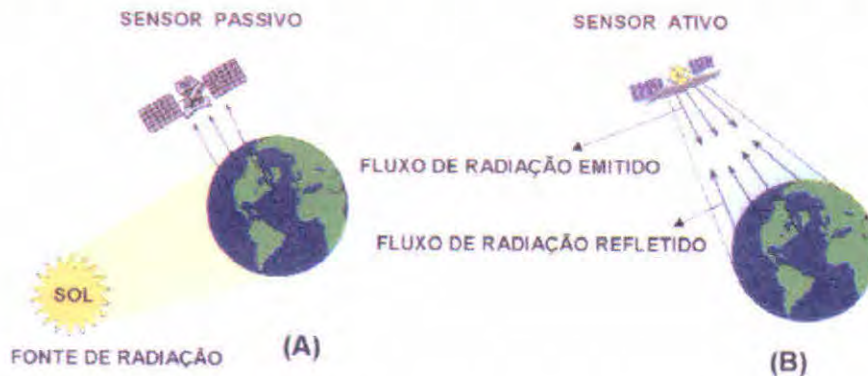 SENSOR PASSIVO
SENSOR ATIVO
FLUXO DE RADIAÇÃO EMITIDO
FLUXO DE RADIAÇÃO REFLETIDO
SOL
FONTE DE RADIAÇÃO
(A)
(B)